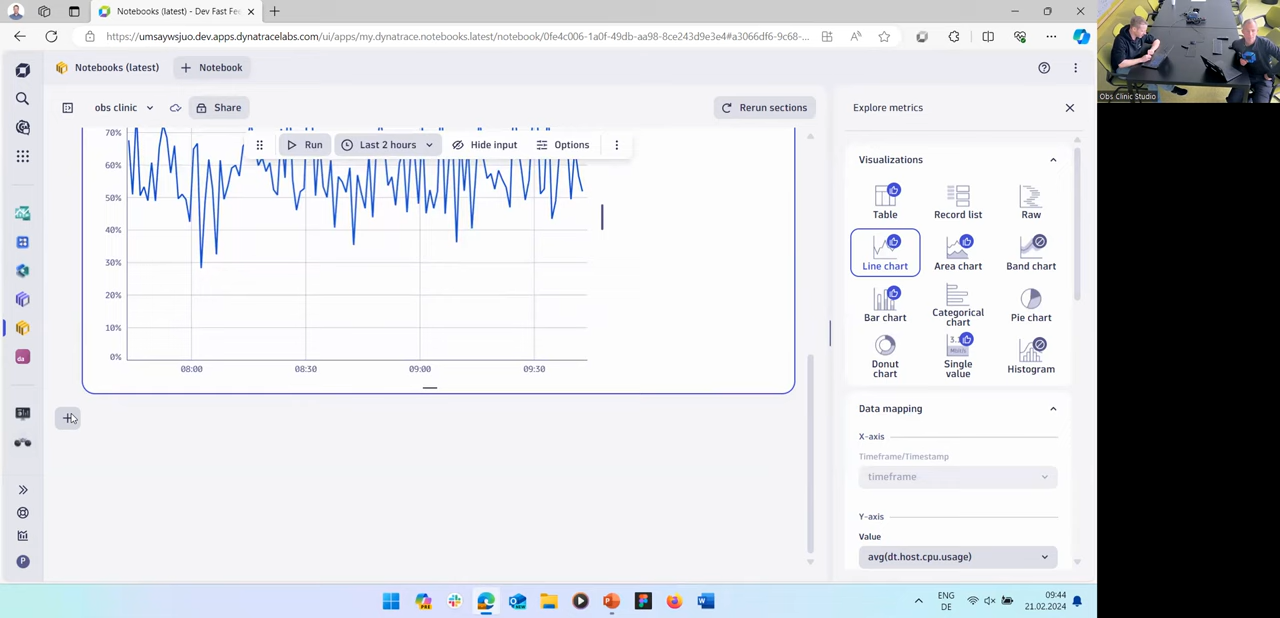 Notebooks (latest) - Dev Fast Fe
https://umsaywsjuo.dev.apps.dynatracelabs.com/ui/apps/my.dynatrace.notebooks.latest/notebook/0fe4c006-1a0f-49db-aa98-8ce243d9e3e4#a3066df6-9c68-...
Notebooks (latest)
Notebook
obs clinic
Share
Rerun sections
Explore metrics
Run
Last 2 hours
Hide input
Options
70%
60%
50%
40%
30%
20%
10%
0%
08:00
08:30
09:00
09:30
Visualizations
Table
Record list
Raw
Line chart
Area chart
Band chart
Bar chart
Categorical chart
Pie chart
Donut chart
Single value
Histogram
Data mapping
X-axis
Timeframe/Timestamp
timeframe
Y-axis
Value
avg(dt.host.cpu.usage)
Obs Clinic Studio
PRE
ENG
DE
09:44
21.02.2024